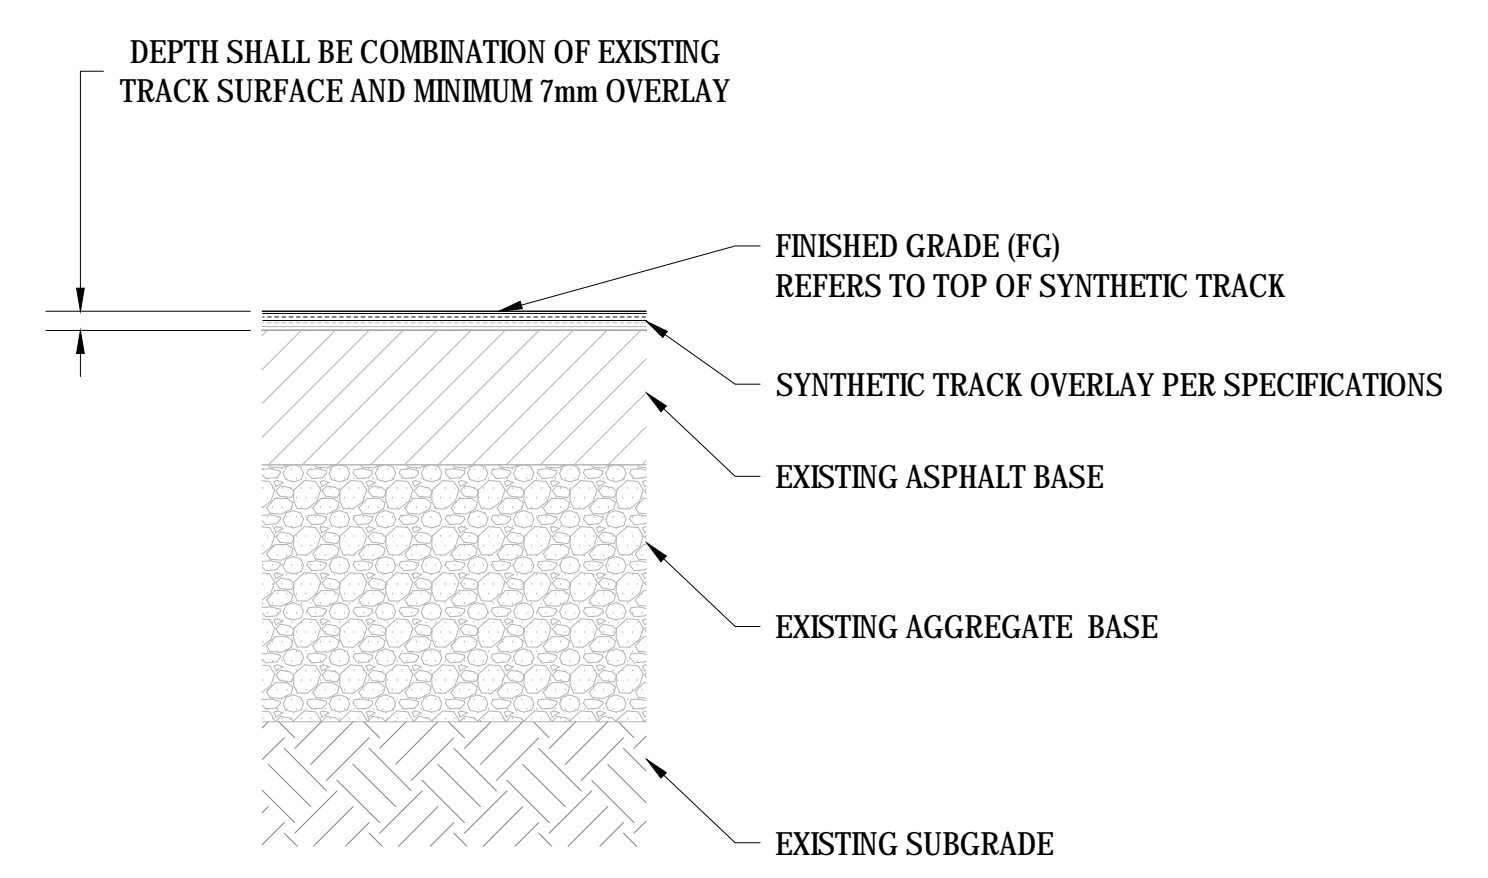 DEPTH SHALL BE COMBINATION OF EXISTING
TRACK SURFACE AND MINIMUM 7mm OVERLAY
FINISHED GRADE (FG)
REFERS TO TOP OF SYNTHETIC TRACK
SYNTHETIC TRACK OVERLAY PER SPECIFICATIONS
EXISTING ASPHALT BASE
EXISTING AGGREGATE BASE
EXISTING SUBGRADE